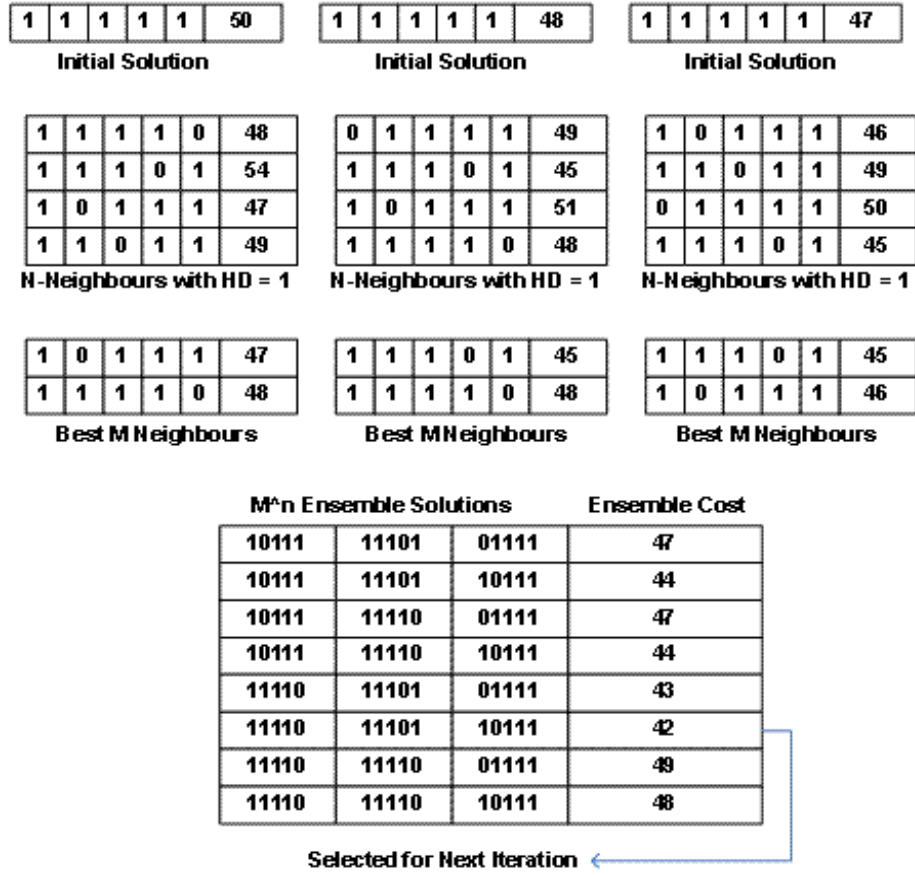 1 1 1 1 1 50 1 1 1 1 1 48 1 1 1 1 1 47
Initial Solution Initial Solution Initial Solution
1 1 1 1 0 48 0 1 1 1 1 49 1 0 1 1 1 46
1 1 1 0 1 54 1 1 1 0 1 45 1 1 0 1 1 49
1 0 1 1 1 47 1 0 1 1 1 51 0 1 1 1 1 50
1 1 0 1 1 49 1 1 1 1 0 48 1 1 1 0 1 45
N-Neighbours with HD = 1 N-Neighbours with HD = 1 N-Neighbours with HD = 1
1 0 1 1 1 47 1 1 1 0 1 45 1 1 1 0 1 45
1 1 1 1 0 48 1 1 1 1 0 48 1 0 1 1 1 46
Best M Neighbours Best M Neighbours Best M Neighbours
M^n Ensemble Solutions Ensemble Cost
10111 11101 01111 47
10111 11101 10111 44
10111 11110 01111 47
10111 11110 10111 44
11110 11101 01111 43
11110 11101 10111 42
11110 11110 01111 49
11110 11110 10111 48
Selected for Next Iteration